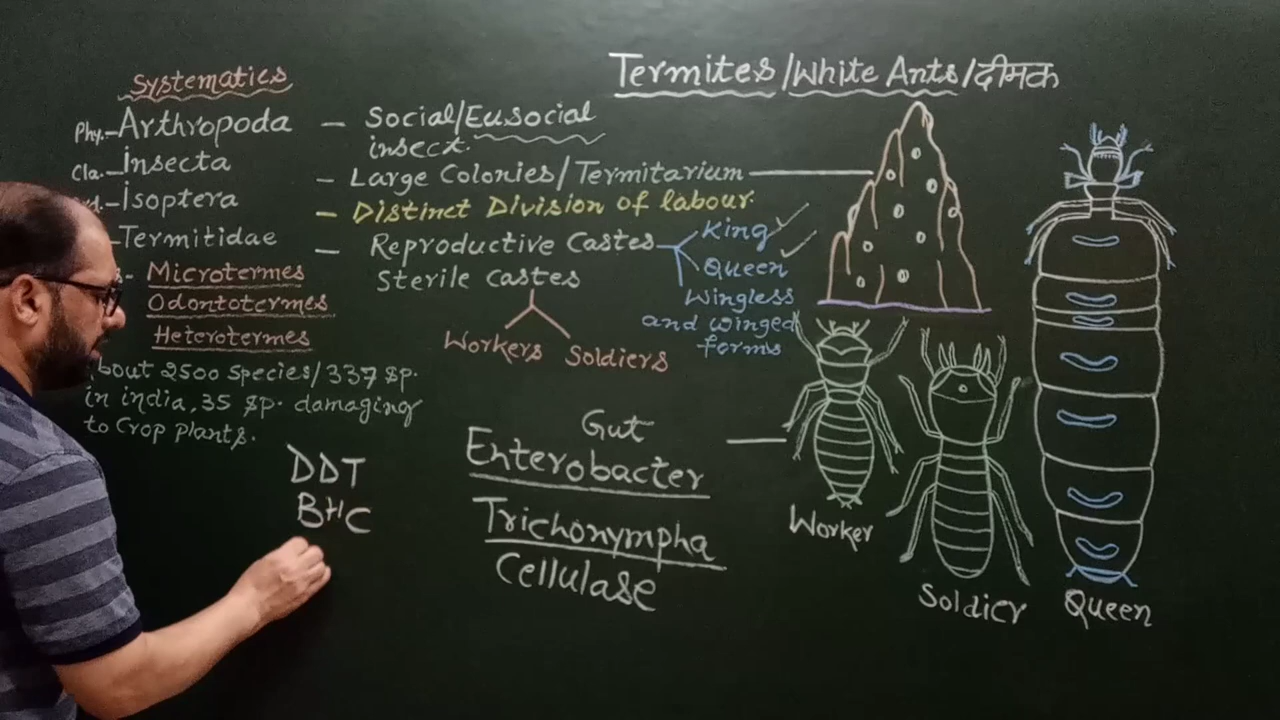 Termites/White Ants/दीमक
Systematics
Phy.-Arthropoda
Cla.-Insecta
Isoptera
-Termitidae
Microtermes
Odontotermes
Heterotermes
bout 2500 species/337 sp.
in india, 35 sp. damaging
to Crop plants.
DDT
BHC
- Social/Eusocial
insect.
- Large Colonies/Termitarium
- Distinct Division of labour.
- Reproductive Castes
King ✓
Queen ✓
Wingless
and winged
forms
Sterile Castes
Workers Soldiers
Gut
Enterobacter
Trichonympha
Cellulase
Worker
Soldier
Queen